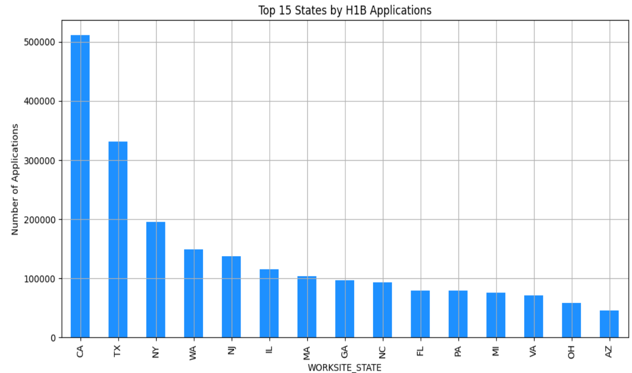 Top 15 States by H1B Applications
Number of Applications
500000
400000
300000
200000
100000
0
CA TX NY WA NJ IL MA GA NC FL PA MI VA OH AZ
WORKSITE_STATE